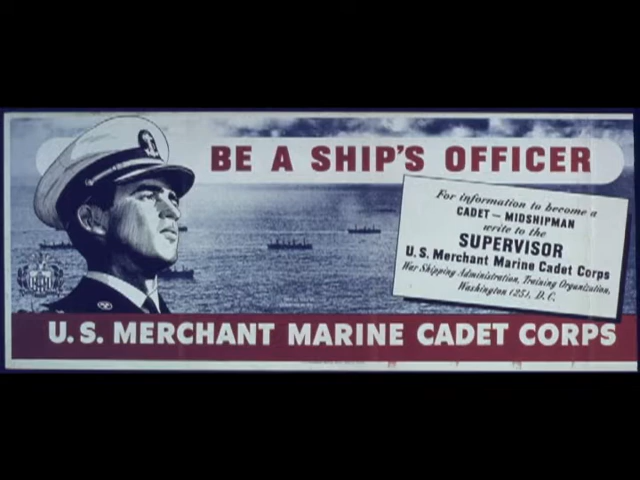 BE A SHIP'S OFFICER
For information to become a
CADET - MIDSHIPMAN
write to the
SUPERVISOR
U.S. Merchant Marine Cadet Corps
War Shipping Administration, Training Organization,
Washington (25), D.C.
U.S. MERCHANT MARINE CADET CORPS